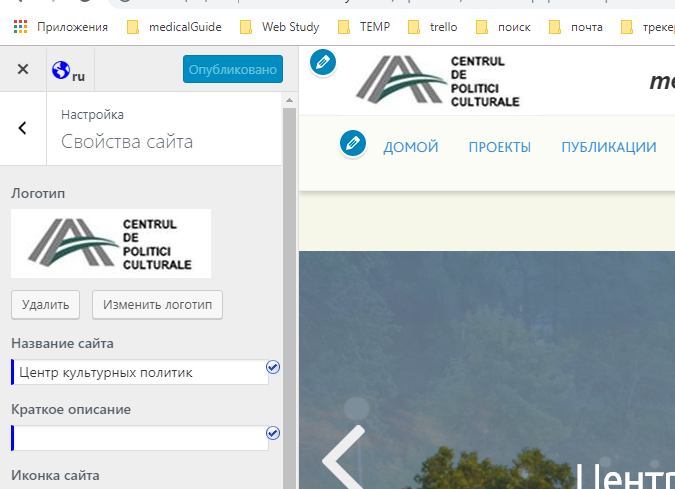 Приложения medicalGuide Web Study TEMP trello поиск почта
ru
Опубликовано
Настройка
Свойства сайта
Логотип
CENTRUL
DE
POLITICI
CULTURALE
Удалить Изменить логотип
Название сайта
Центр культурных политик
Краткое описание
Иконка сайта
CENTRUL
DE
POLITICI
CULTURALE
me
ДОМОЙ ПРОЕКТЫ ПУБЛИКАЦИИ
Центр